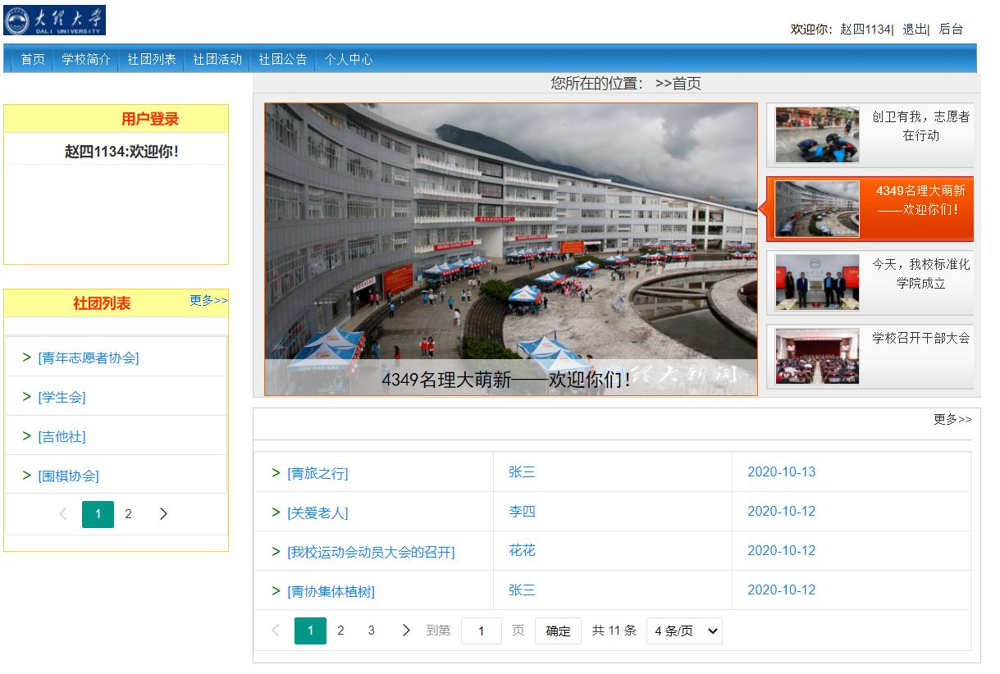 大理大学
DALI UNIVERSITY
欢迎你：赵四1134| 退出| 后台
首页 学校简介 社团列表 社团活动 社团公告 个人中心
您所在的位置： >>首页
用户登录
赵四1134:欢迎你！
社团列表 更多>>
> [青年志愿者协会]
> [学生会]
> [吉他社]
> [围棋协会]
1 2
4349名理大萌新——欢迎你们！
理大新闻
创卫有我，志愿者
在行动
4349名理大萌新
——欢迎你们！
今天，我校标准化
学院成立
学校召开干部大会
更多>>
> [青旅之行] 张三 2020-10-13
> [关爱老人] 李四 2020-10-12
> [我校运动会动员大会的召开] 花花 2020-10-12
> [青协集体植树] 张三 2020-10-12
1 2 3 到第 1 页 确定 共 11 条 4 条/页